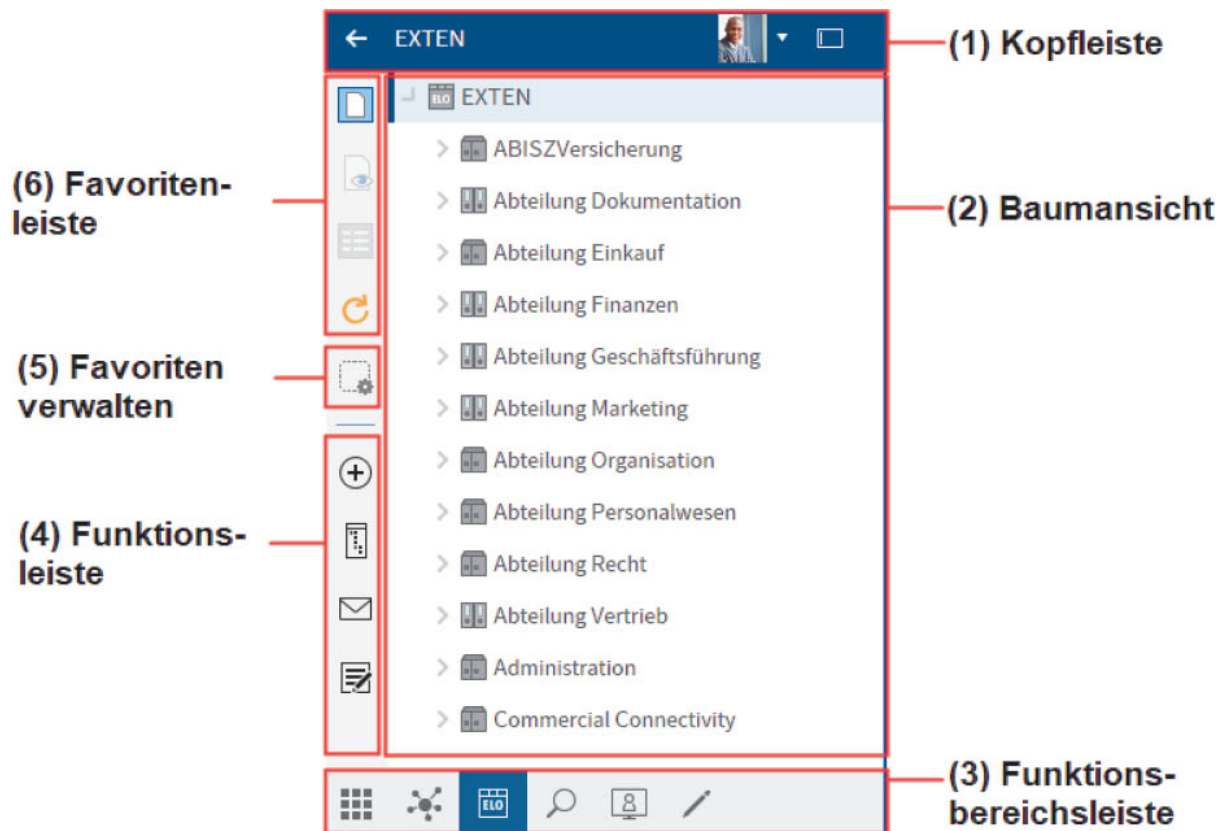 EXTEN
(1) Kopfleiste
ELO EXTEN
ABISZVersicherung
(6) Favoriten-
leiste
Abteilung Dokumentation
(2) Baumansicht
Abteilung Einkauf
Abteilung Finanzen
Abteilung Geschäftsführung
(5) Favoriten
verwalten
Abteilung Marketing
Abteilung Organisation
Abteilung Personalwesen
(4) Funktions-
leiste
Abteilung Recht
Abteilung Vertrieb
Administration
Commercial Connectivity
(3) Funktions-
bereichsleiste
ELO